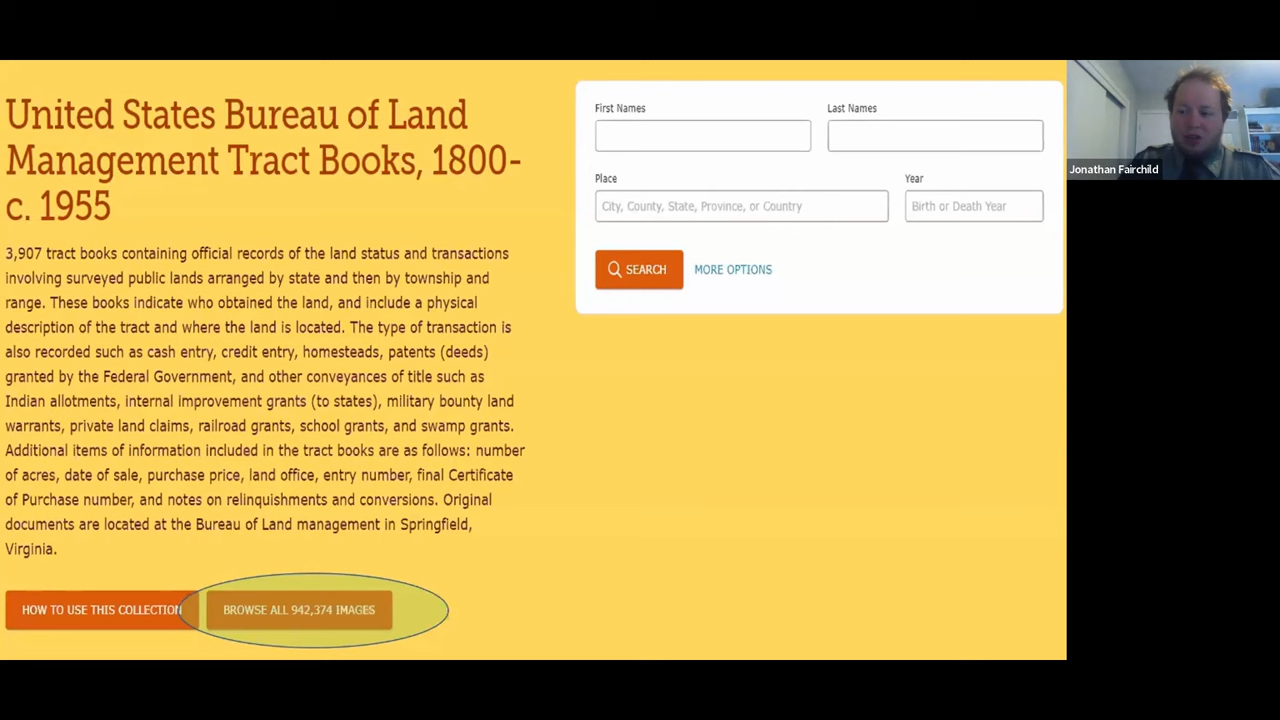 United States Bureau of Land
Management Tract Books, 1800-
c. 1955
3,907 tract books containing official records of the land status and transactions
involving surveyed public lands arranged by state and then by township and
range. These books indicate who obtained the land, and include a physical
description of the tract and where the land is located. The type of transaction is
also recorded such as cash entry, credit entry, homesteads, patents (deeds)
granted by the Federal Government, and other conveyances of title such as
Indian allotments, internal improvement grants (to states), military bounty land
warrants, private land claims, railroad grants, school grants, and swamp grants.
Additional items of information included in the tract books are as follows: number
of acres, date of sale, purchase price, land office, entry number, final Certificate
of Purchase number, and notes on relinquishments and conversions. Original
documents are located at the Bureau of Land management in Springfield,
Virginia.
HOW TO USE THIS COLLECTION
BROWSE ALL 942,374 IMAGES
First Names
Last Names
Place
Year
City, County, State, Province, or Country
Birth or Death Year
SEARCH
MORE OPTIONS
Jonathan Fairchild